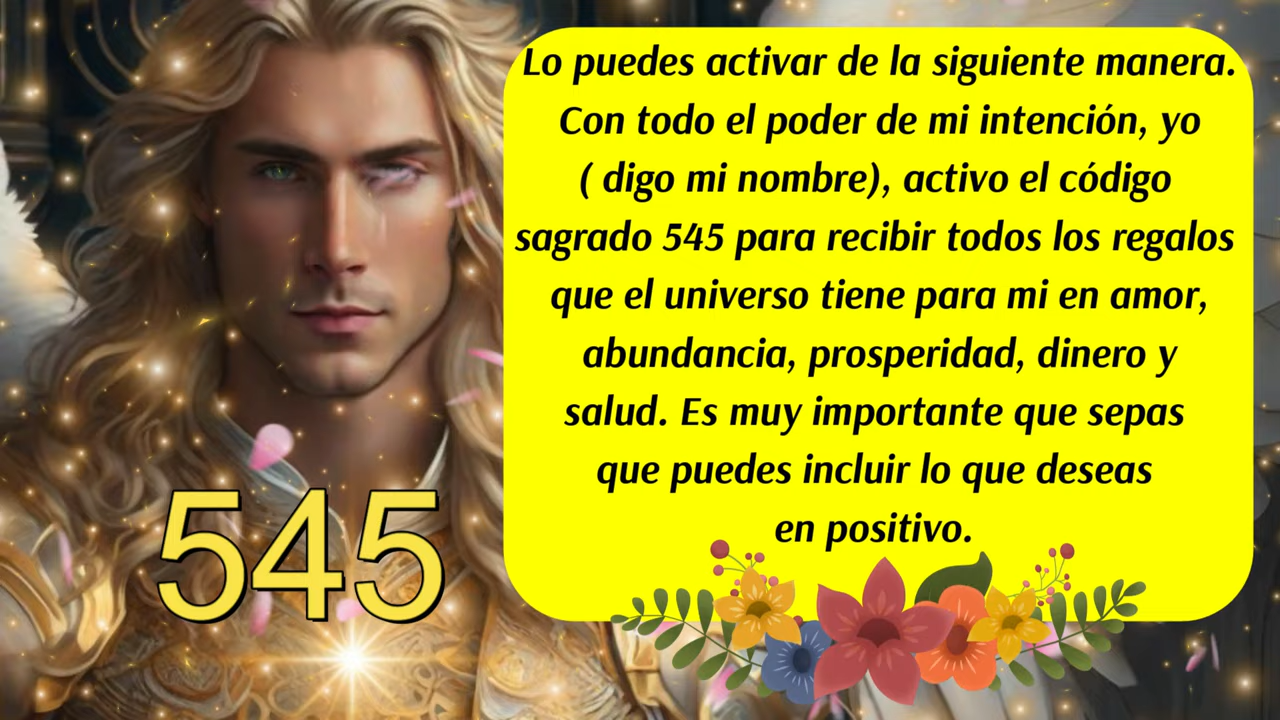 Lo puedes activar de la siguiente manera.
Con todo el poder de mi intención, yo
( digo mi nombre), activo el código
sagrado 545 para recibir todos los regalos
que el universo tiene para mi en amor,
abundancia, prosperidad, dinero y
salud. Es muy importante que sepas
que puedes incluir lo que deseas
en positivo.
545